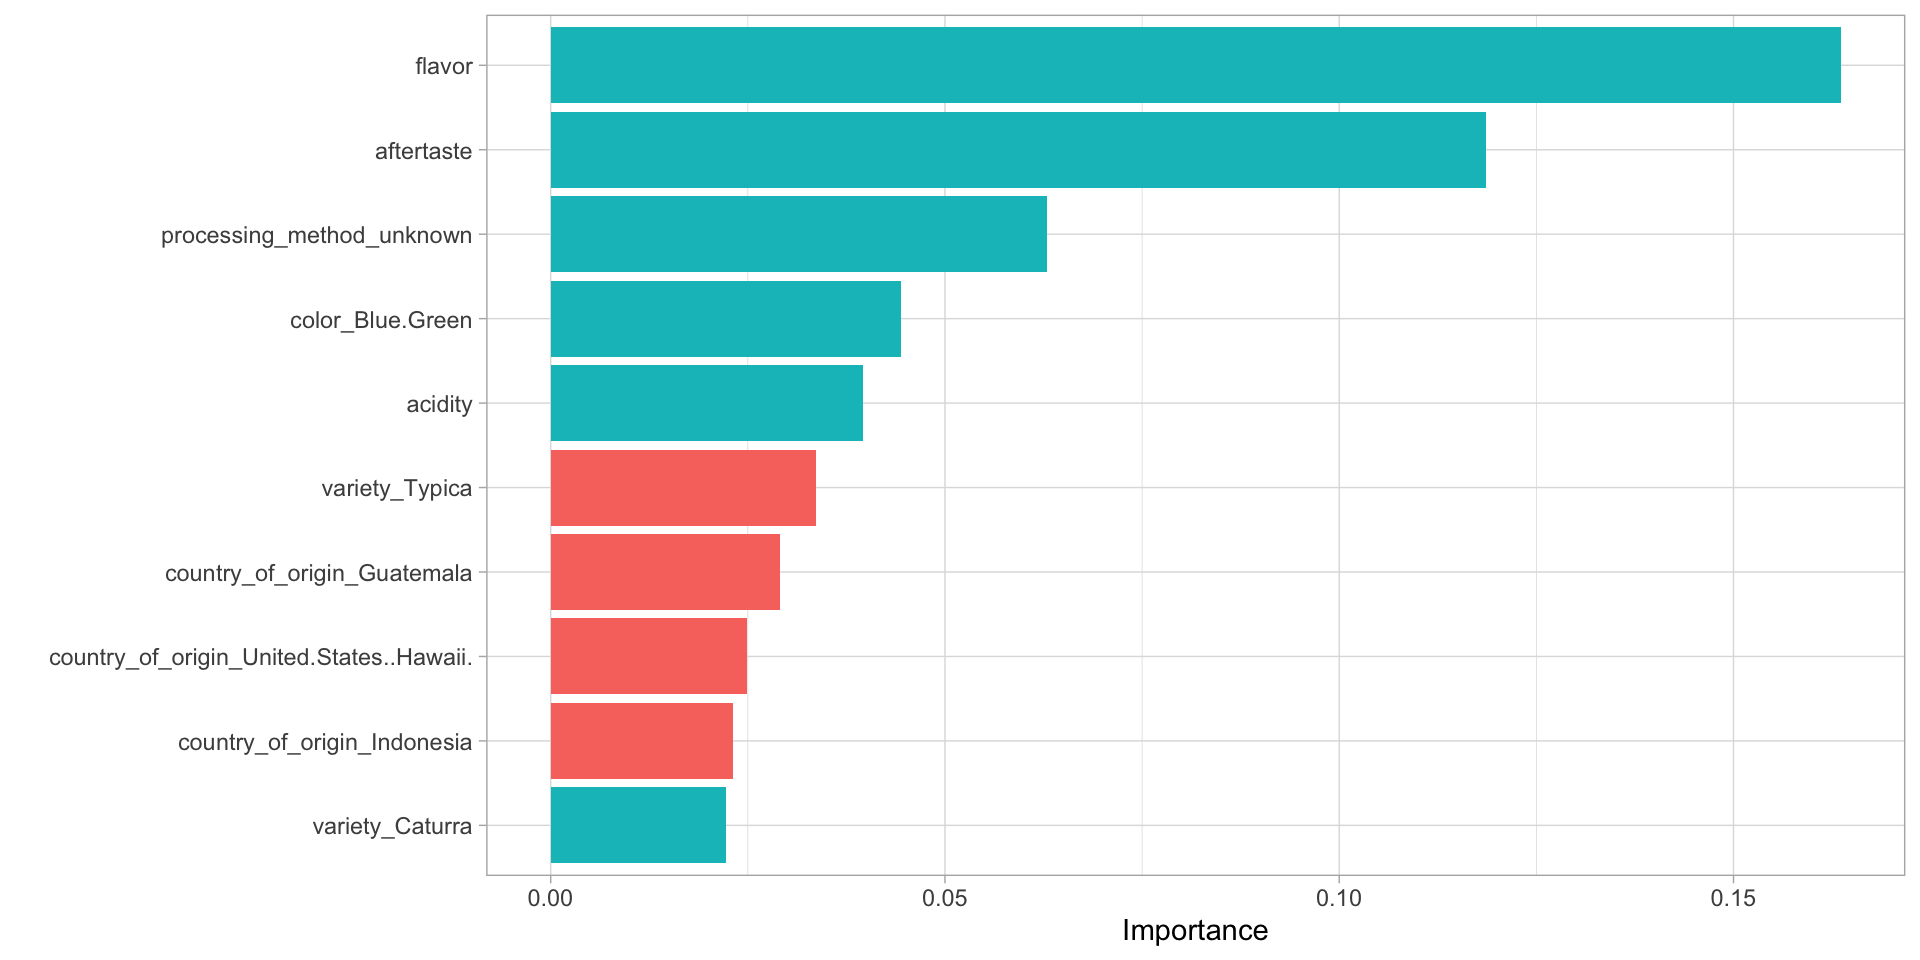 flavor
aftertaste
processing_method_unknown
color_Blue.Green
acidity
variety_Typica
country_of_origin_Guatemala
country_of_origin_United.States..Hawaii.
country_of_origin_Indonesia
variety_Caturra
0.00 0.05 0.10 0.15
Importance